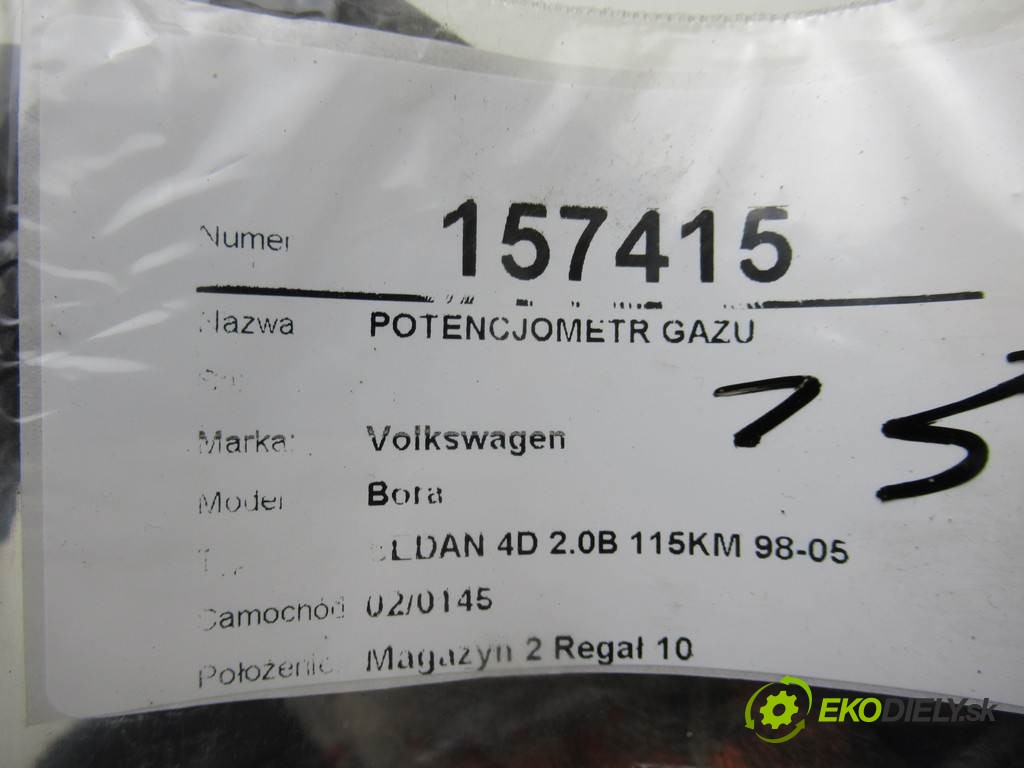 Numer 157415
Nazwa POTENCJOMETR GAZU
Marka: Volkswagen
Model Bora
SEDAN 4D 2.0B 115KM 98-05
Samochód 02/0145
Położenie Magazyn 2 Regał 10
EKODIELY.sk